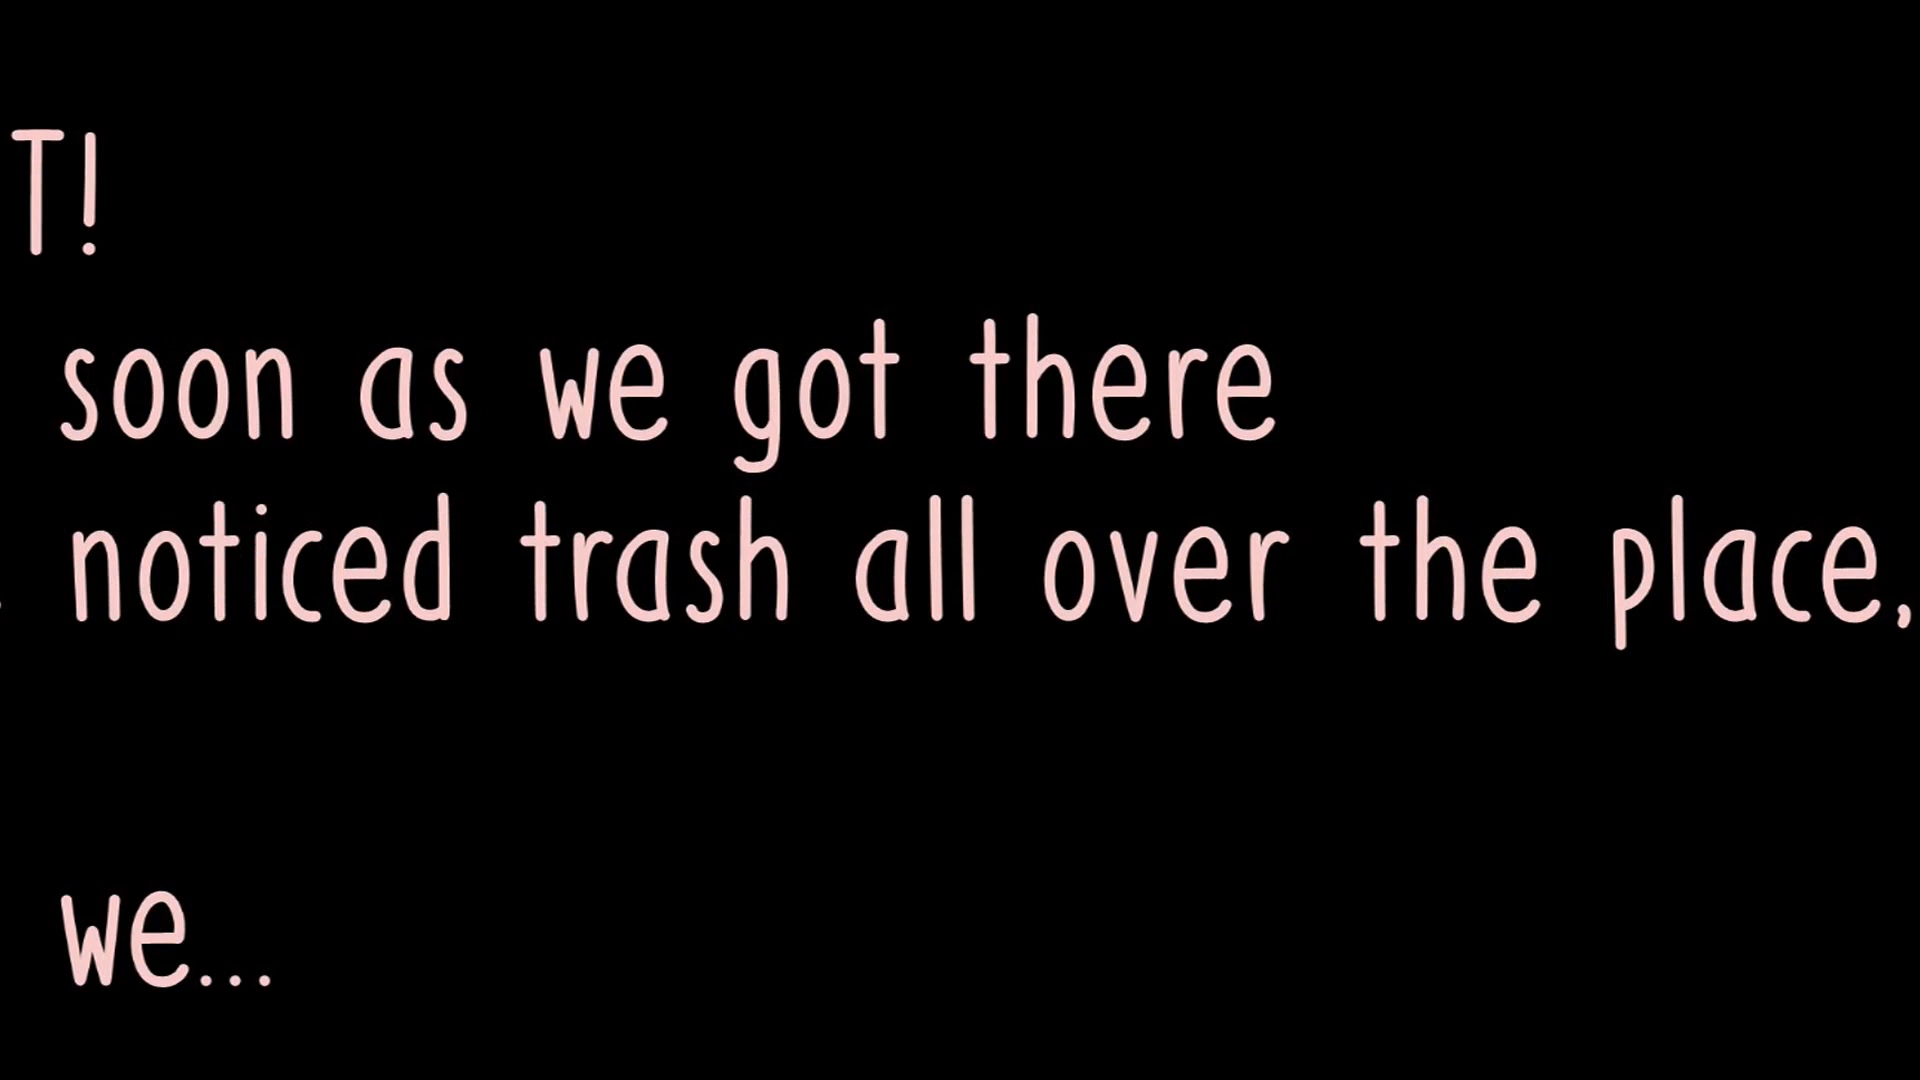 T!
soon as we got there
noticed trash all over the place,
we...